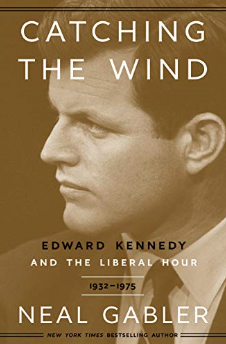 CATCHING
THE WIND
EDWARD KENNEDY
AND THE LIBERAL HOUR
1932–1975
NEAL GABLER
NEW YORK TIMES BESTSELLING AUTHOR